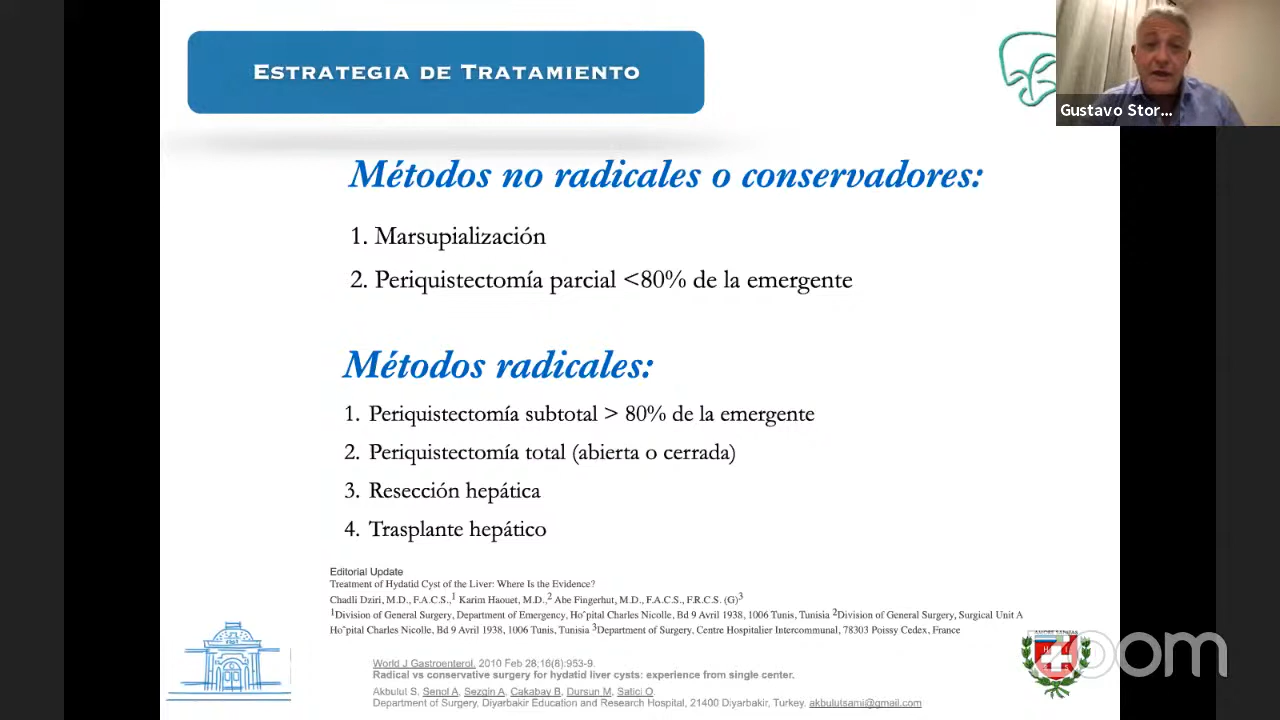 Estrategia de Tratamiento
Gustavo Stor...
Métodos no radicales o conservadores:
1. Marsupialización
2. Periquistectomía parcial <80% de la emergente
Métodos radicales:
1. Periquistectomía subtotal > 80% de la emergente
2. Periquistectomía total (abierta o cerrada)
3. Resección hepática
4. Trasplante hepático
Editorial Update
Treatment of Hydatid Cyst of the Liver: Where Is the Evidence?
Chadli Dziri, M.D., F.A.C.S.,1 Karim Haouet, M.D.,2 Abe Fingerhut, M.D., F.A.C.S., F.R.C.S. (G)3
1Division of General Surgery, Department of Emergency, Ho^pital Charles Nicolle, Bd 9 Avril 1938, 1006 Tunis, Tunisia 2Division of General Surgery, Surgical Unit A
Ho^pital Charles Nicolle, Bd 9 Avril 1938, 1006 Tunis, Tunisia 3Department of Surgery, Centre Hospitalier Intercommunal, 78303 Poissy Cedex, France
World J Gastroenterol. 2010 Feb 28;16(8):953-9.
Radical vs conservative surgery for hydatid liver cysts: experience from single center.
Akbulut S, Senol A, Sezgin A, Cakabay B, Dursun M, Satici O.
Department of Surgery, Diyarbakir Education and Research Hospital, 21400 Diyarbakir, Turkey. akbulutsami@gmail.com
zoom